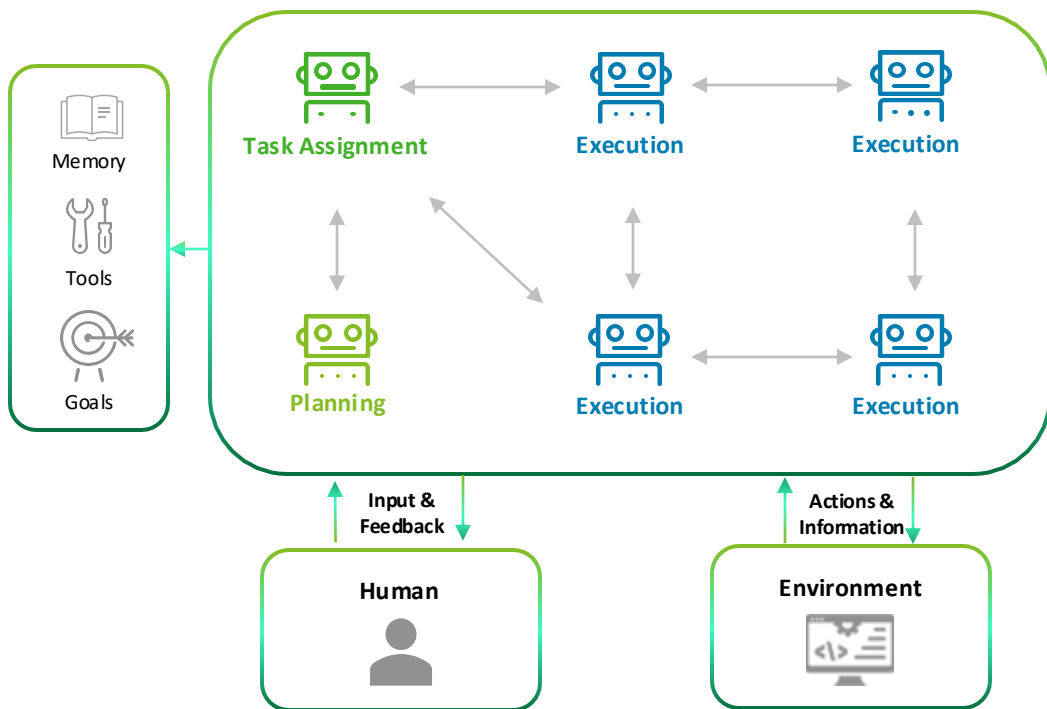 Memory
Tools
Goals
Task Assignment
Execution
Execution
Planning
Execution
Execution
Input &
Feedback
Actions &
Information
Human
Environment
</>